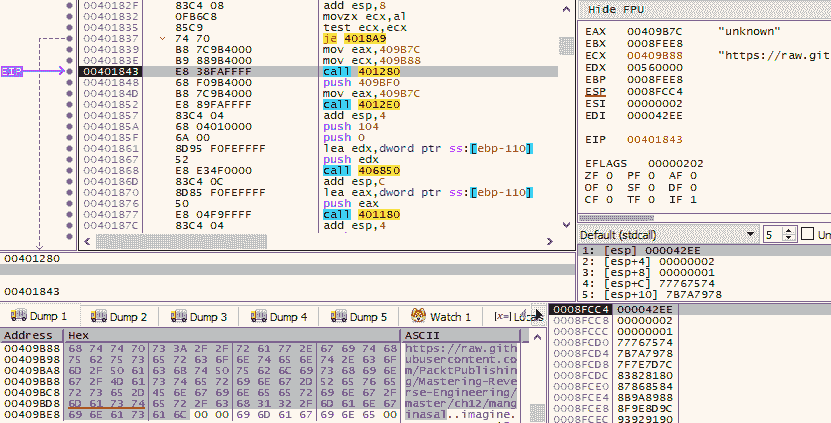 0040182F 83C4 08 add esp,8
00401832 0FB6C8 movzx ecx,al
00401835 85C9 test ecx,ecx
00401837 74 70 je 4018A9
00401839 B8 7C9B4000 mov eax,409B7C
0040183E B9 889B4000 mov ecx,409B88
EIP 00401843 E8 38FAFFFF call 401280
00401848 68 F09B4000 push 409BF0
0040184D B8 7C9B4000 mov eax,409B7C
00401852 E8 89FAFFFF call 4012E0
00401857 83C4 04 add esp,4
0040185A 68 04010000 push 104
0040185F 6A 00 push 0
00401861 8D95 F0FEFFFF lea edx,dword ptr ss:[ebp-110]
00401867 52 push edx
00401868 E8 E34F0000 call 406850
0040186D 83C4 0C add esp,C
00401870 8D85 F0FEFFFF lea eax,dword ptr ss:[ebp-110]
00401876 50 push eax
00401877 E8 04F9FFFF call 401180
0040187C 83C4 04 add esp,4
Hide FPU
EAX 00409B7C "unknown"
EBX 0008FEE8
ECX 00409B88 "https://raw.git
EDX 00560000
EBP 0008FEE8
ESP 0008FCC4
ESI 00000002
EDI 000042EE
EIP 00401843
EFLAGS 00000202
ZF 0 PF 0 AF 0
OF 0 SF 0 DF 0
CF 0 TF 0 IF 1
Default (stdcall) 5 Un
1: [esp] 000042EE
2: [esp+4] 00000002
3: [esp+8] 00000001
4: [esp+C] 77767574
5: [esp+10] 7B7A7978
00401280
00401843
Dump 1 Dump 2 Dump 3 Dump 4 Dump 5 Watch 1 [x=] Locals
Address Hex ASCII
00409B88 68 74 74 70 73 3A 2F 2F 72 61 77 2E 67 69 74 68 https://raw.gith
00409B98 75 62 75 73 65 72 63 6F 6E 74 65 6E 74 2E 63 6F ubusercontent.co
00409BA8 6D 2F 50 61 63 6B 74 50 75 62 6C 69 73 68 69 6E m/PacktPublishin
00409BB8 67 2F 4D 61 73 74 65 72 69 6E 67 2D 52 65 76 65 g/Mastering-Reve
00409BC8 72 73 65 2D 45 6E 67 69 6E 65 65 72 69 6E 67 2F rse-Engineering/
00409BD8 6D 61 73 74 65 72 2F 63 68 31 32 2F 6D 61 6E 67 master/ch12/mang
00409BE8 69 6E 61 73 61 6C 00 00 69 6D 61 67 69 6E 65 00 inasal..imagine.
0008FCC4 000042EE
0008FCC8 00000002
0008FCCC 00000001
0008FCD0 77767574
0008FCD4 7B7A7978
0008FCD8 7F7E7D7C
0008FCDC 83828180
0008FCE0 87868584
0008FCE4 8B8A8988
0008FCE8 8F8E8D8C
0008FCEC 93929190